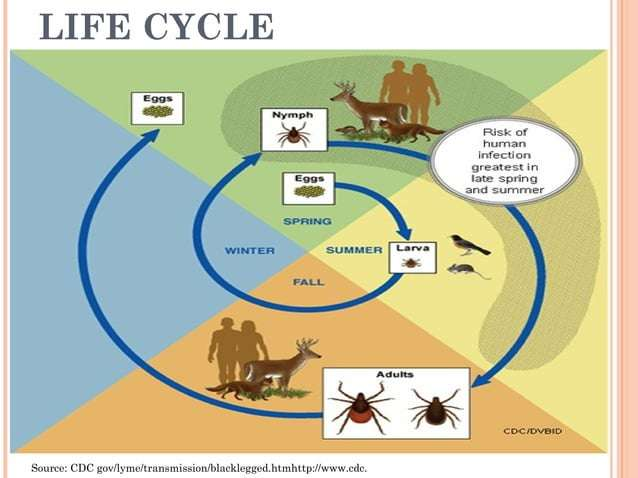 LIFE CYCLE
Eggs
Nymph
Risk of
human
infection
greatest in
late spring
and summer
Eggs
SPRING
WINTER
SUMMER
Larva
FALL
Adults
CDC/DVBID
Source: CDC gov/lyme/transmission/blacklegged.htmhttp://www.cdc.